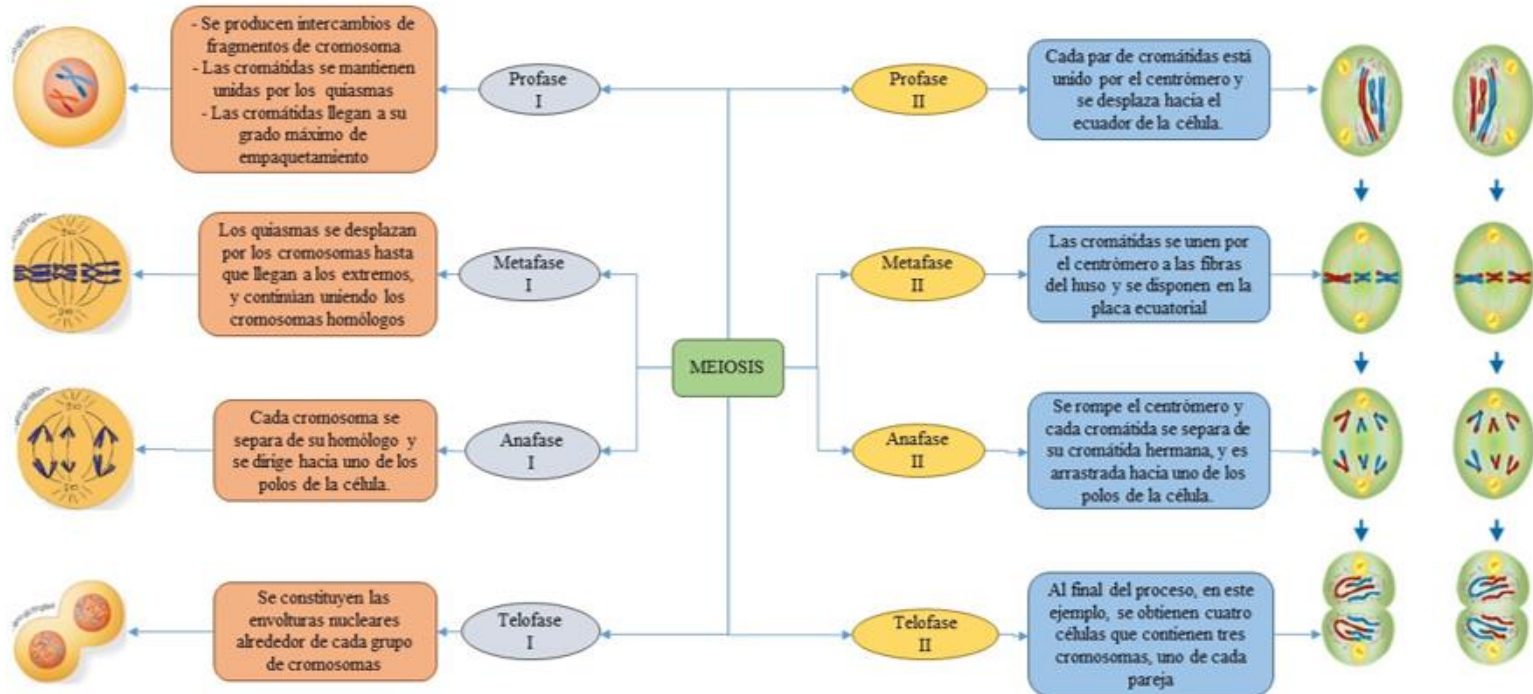 - Se producen intercambios de
fragmentos de cromosoma
- Las cromátidas se mantienen
unidas por los quiasmas
- Las cromátidas llegan a su
grado máximo de
empaquetamiento
Profase
I
Profase
II
Cada par de cromátidas está
unido por el centrómero y
se desplaza hacia el
ecuador de la célula.
Los quiasmas se desplazan
por los cromosomas hasta
que llegan a los extremos,
y continúan uniendo los
cromosomas homólogos
Metafase
I
Metafase
II
Las cromátidas se unen por
el centrómero a las fibras
del huso y se disponen en la
placa ecuatorial
MEIOSIS
Cada cromosoma se
separa de su homólogo y
se dirige hacia uno de los
polos de la célula.
Anafase
I
Anafase
II
Se rompe el centrómero y
cada cromátida se separa de
su cromátida hermana, y es
arrastrada hacia uno de los
polos de la célula.
Se constituyen las
envolturas nucleares
alrededor de cada grupo
de cromosomas
Telofase
I
Telofase
II
Al final del proceso, en este
ejemplo, se obtienen cuatro
células que contienen tres
cromosomas, uno de cada
pareja